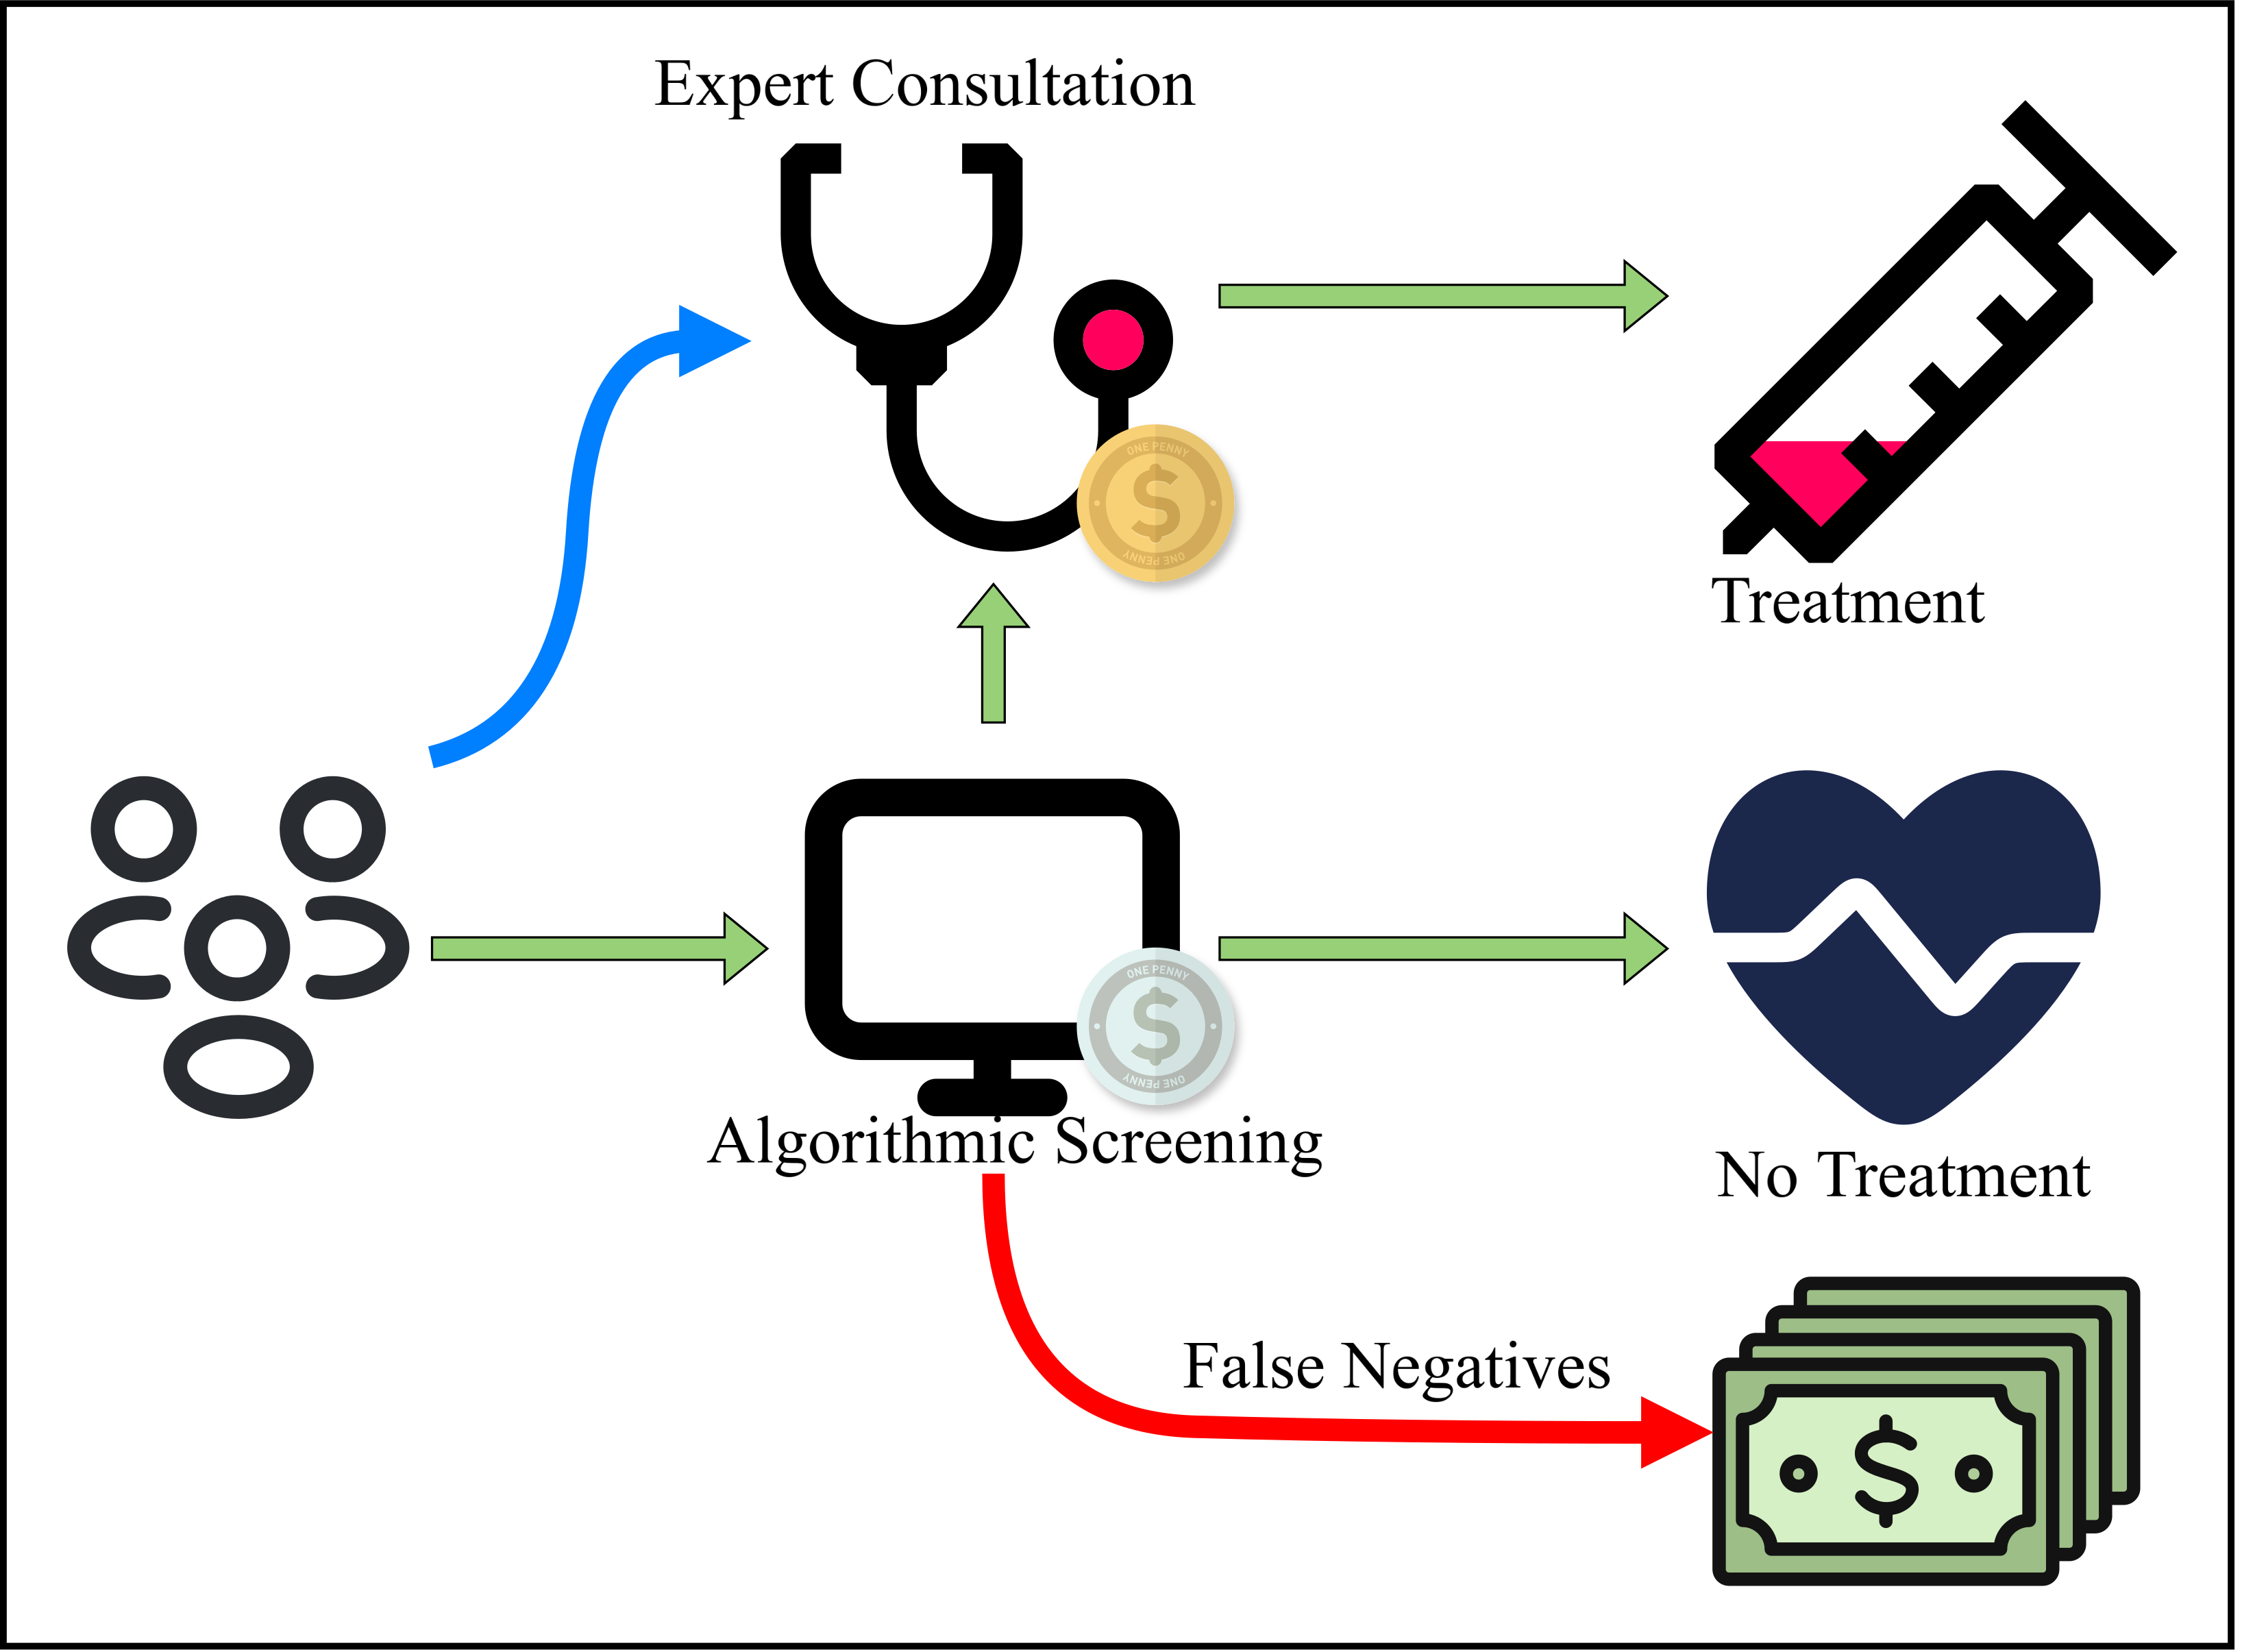 Expert Consultation
ONE PENNY
$
ONE PENNY
Treatment
ONE PENNY
$
ONE PENNY
Algorithmic Screening
No Treatment
False Negatives
$